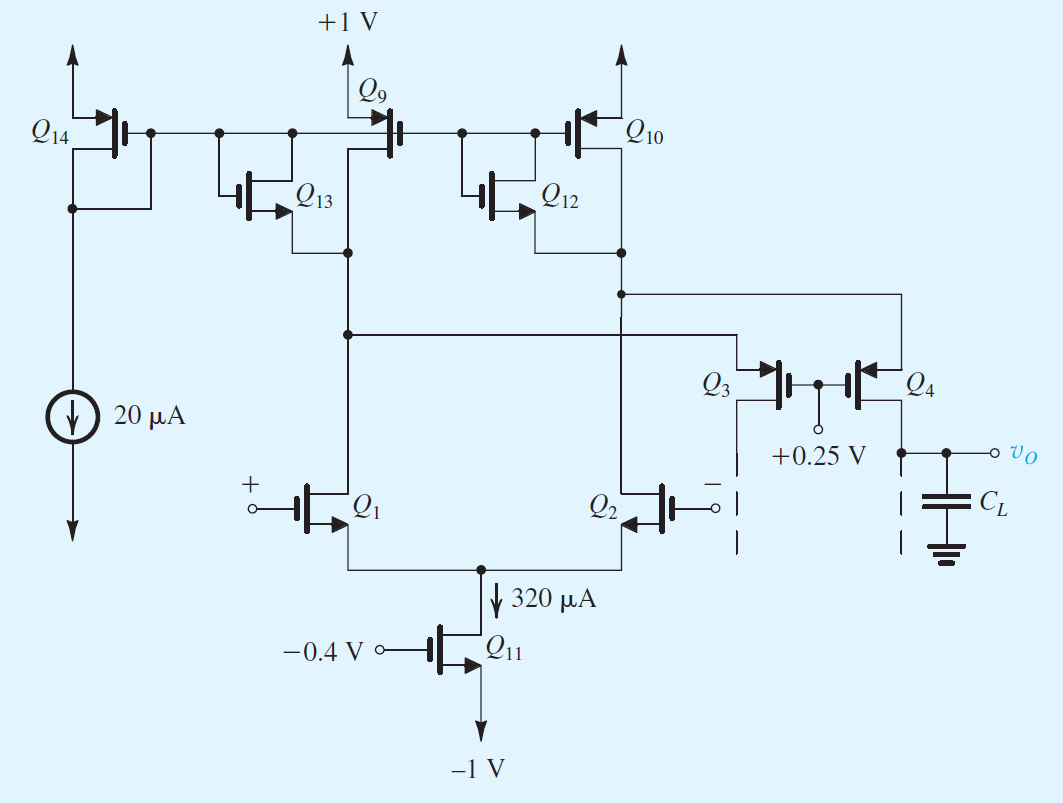 +1 V
Q9
Q14
Q10
Q13
Q12
20 μA
Q3
Q4
+0.25 V
vO
+
Q1
Q2
−
CL
320 μA
−0.4 V
Q11
–1 V